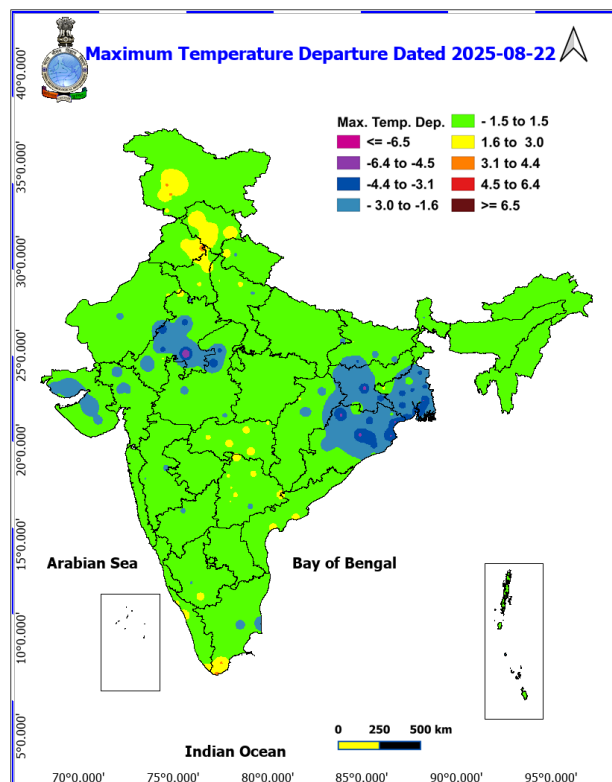 Maximum Temperature Departure Dated 2025-08-22
Max. Temp. Dep.
<= -6.5
-6.4 to -4.5
-4.4 to -3.1
- 3.0 to -1.6
- 1.5 to 1.5
1.6 to 3.0
3.1 to 4.4
4.5 to 6.4
>= 6.5
40°0.000'
35°0.000'
30°0.000'
25°0.000'
20°0.000'
15°0.000'
10°0.000'
5°0.000'
Arabian Sea
Bay of Bengal
0 250 500 km
Indian Ocean
70°0.000' 75°0.000' 80°0.000' 85°0.000' 90°0.000' 95°0.000'